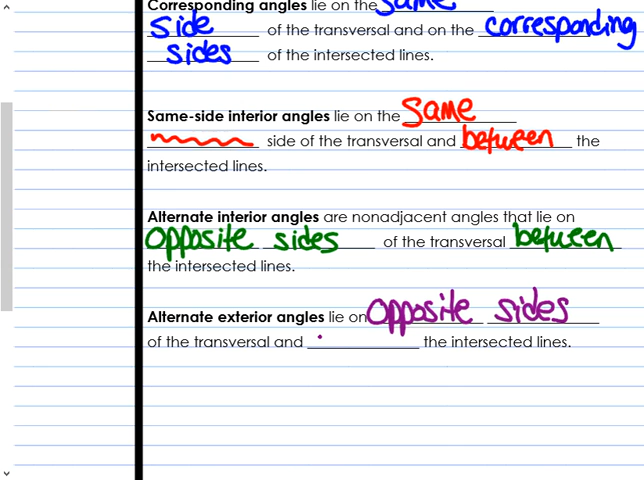 Corresponding angles lie on the same
side of the transversal and on the corresponding
sides of the intersected lines.
Same-side interior angles lie on the same
side of the transversal and between the
intersected lines.
Alternate interior angles are nonadjacent angles that lie on
opposite sides of the transversal between
the intersected lines.
Alternate exterior angles lie on opposite sides
of the transversal and the intersected lines.